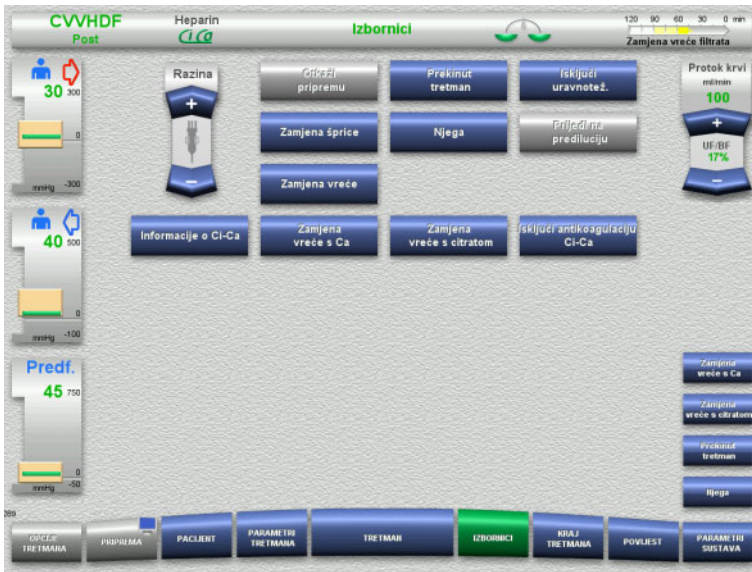 CVVHDF
Post
Heparin
CiCa
Izbornici
120 90 60 30 0 min
Zamjena vreće filtrata
30 300
0
mmHg -300
40 500
0
mmHg -100
Predf.
45 750
0
mmHg -50
Razina
+
−
Otkaži
pripremu
Prekinut
tretman
Isključi
uravnotež.
Zamjena šprice
Njega
Prijeđi na
prediluciju
Zamjena vreće
Informacije o Ci-Ca
Zamjena
vreće s Ca
Zamjena
vreće s citratom
Isključi antikoagulaciju
Ci-Ca
Protok krvi
ml/min
100
+
UF/BF
17%
−
Zamjena
vreće s Ca
Zamjena
vreće s citratom
Prekinut
tretman
Njega
289
OPCIJE
TRETMANA
PRIPREMA
PACIJENT
PARAMETRI
TRETMANA
TRETMAN
IZBORNICI
KRAJ
TRETMANA
POVIJEST
PARAMETRI
SUSTAVA